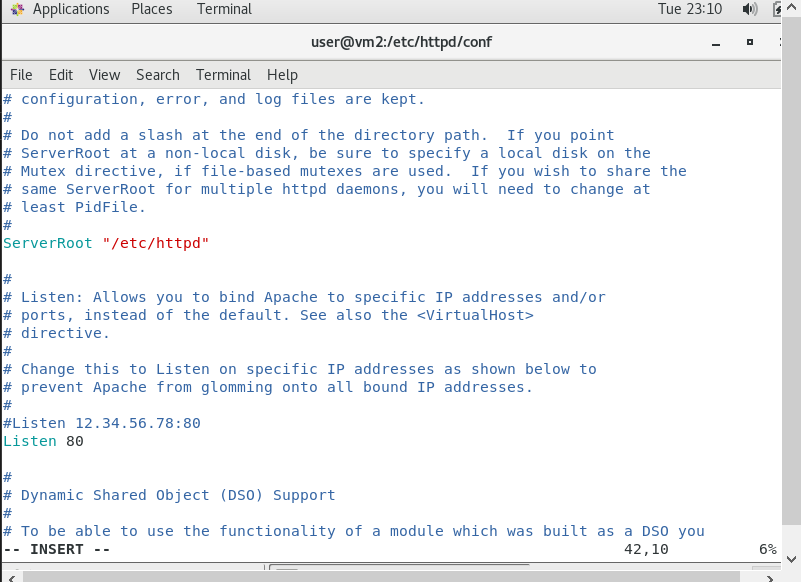 Applications Places Terminal Tue 23:10
user@vm2:/etc/httpd/conf
File Edit View Search Terminal Help
# configuration, error, and log files are kept.
#
# Do not add a slash at the end of the directory path.  If you point
# ServerRoot at a non-local disk, be sure to specify a local disk on the
# Mutex directive, if file-based mutexes are used.  If you wish to share the
# same ServerRoot for multiple httpd daemons, you will need to change at
# least PidFile.
#
ServerRoot "/etc/httpd"
#
# Listen: Allows you to bind Apache to specific IP addresses and/or
# ports, instead of the default. See also the <VirtualHost>
# directive.
#
# Change this to Listen on specific IP addresses as shown below to
# prevent Apache from glomming onto all bound IP addresses.
#
#Listen 12.34.56.78:80
Listen 80
#
# Dynamic Shared Object (DSO) Support
#
# To be able to use the functionality of a module which was built as a DSO you
-- INSERT -- 42,10 6%